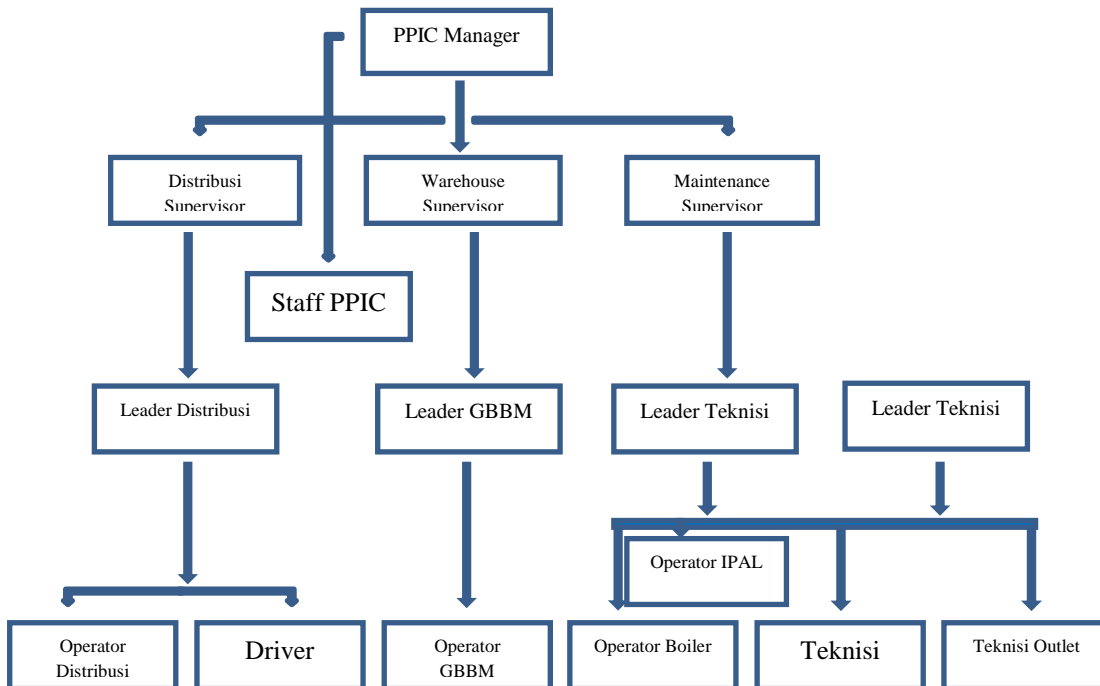 PPIC Manager
Distribusi
Supervisor
Warehouse
Supervisor
Maintenance
Supervisor
Staff PPIC
Leader Distribusi
Leader GBBM
Leader Teknisi
Leader Teknisi
Operator IPAL
Operator
Distribusi
Driver
Operator
GBBM
Operator Boiler
Teknisi
Teknisi Outlet